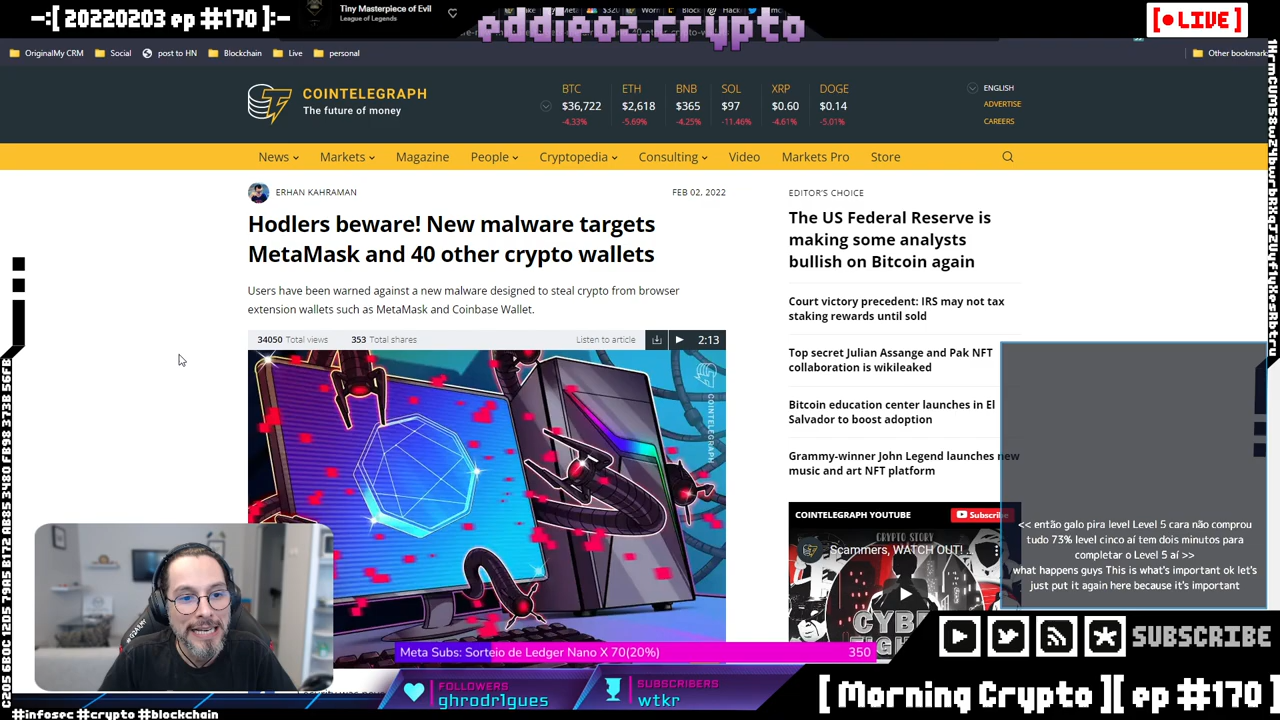 -:[ 20220203 ep #170 ]:-
Tiny Masterpiece of Evil
League of Legends
eddieoz.crypto
[ LIVE ]
OriginalMy CRM
Social
post to HN
Blockchain
Live
personal
Other bookmark
COINTELEGRAPH
The future of money
BTC ETH BNB SOL XRP DOGE
$36,722 $2,618 $365 $97 $0.60 $0.14
-4.33% -5.69% -4.25% -11.46% -4.61% -5.01%
ENGLISH
ADVERTISE
CAREERS
News Markets Magazine People Cryptopedia Consulting Video Markets Pro Store
ERHAN KAHRAMAN
FEB 02, 2022
Hodlers beware! New malware targets
MetaMask and 40 other crypto wallets
Users have been warned against a new malware designed to steal crypto from browser
extension wallets such as MetaMask and Coinbase Wallet.
34050 Total views 353 Total shares
Listen to article 2:13
COINTELEGRAPH
EDITOR'S CHOICE
The US Federal Reserve is
making some analysts
bullish on Bitcoin again
Court victory precedent: IRS may not tax
staking rewards until sold
Top secret Julian Assange and Pak NFT
collaboration is wikileaked
Bitcoin education center launches in El
Salvador to boost adoption
Grammy-winner John Legend launches new
music and art NFT platform
COINTELEGRAPH YOUTUBE
Subscribe
CRYPTO STORY
Scammers, WATCH OUT! ...
<< então galo pira level Level 5 cara não comprou
tudo 73% level cinco aí tem dois minutos para
completar o Level 5 aí >>
what happens guys This is what's important ok let's
just put it again here because it's important
Meta Subs: Sorteio de Ledger Nano X 70(20%)
350
FOLLOWERS
ghrodr1gues
SUBSCRIBERS
wtkr
SUBSCRIBE
[ Morning Crypto ][ ep #170 ]
#infosec #crypto #blockchain